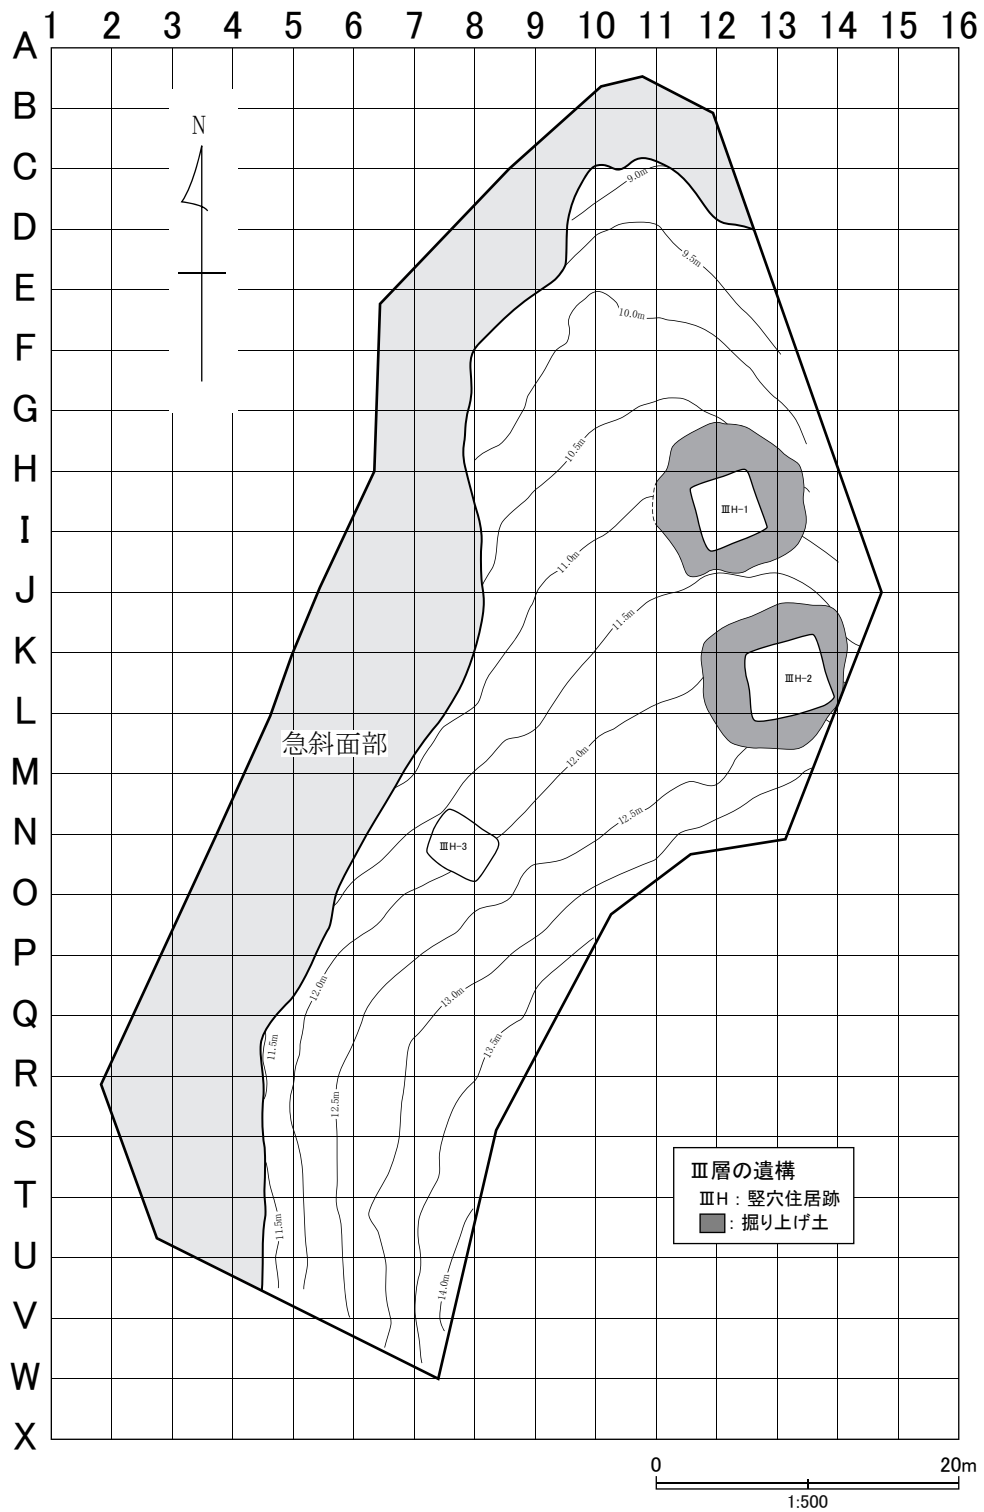 1 2 3 4 5 6 7 8 9 10 11 12 13 14 15 16
A
B
N
C
9.0m
D
9.5m
E
10.0m
F
G
10.5m
H
ⅢH-1
I
11.0m
J
11.5m
K
ⅢH-2
L
急斜面部
12.0m
M
12.5m
N
ⅢH-3
O
P
12.0m
13.0m
Q
11.5m
13.5m
R
12.5m
S
Ⅲ層の遺構
T
ⅢH：竪穴住居跡
11.5m
：掘り上げ土
U
14.0m
V
W
X
0 20m
1:500